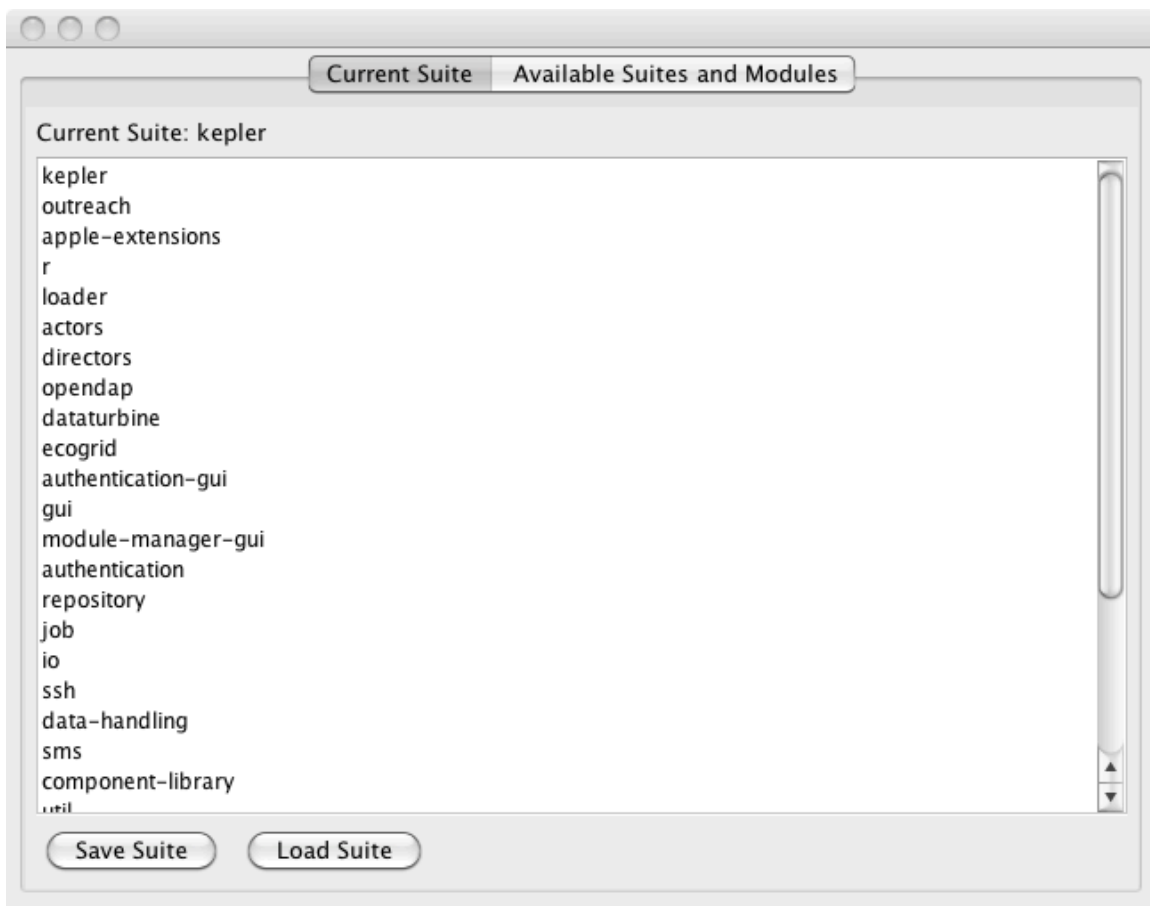 Current Suite Available Suites and Modules
Current Suite: kepler
kepler
outreach
apple-extensions
r
loader
actors
directors
opendap
dataturbine
ecogrid
authentication-gui
gui
module-manager-gui
authentication
repository
job
io
ssh
data-handling
sms
component-library
util
Save Suite Load Suite